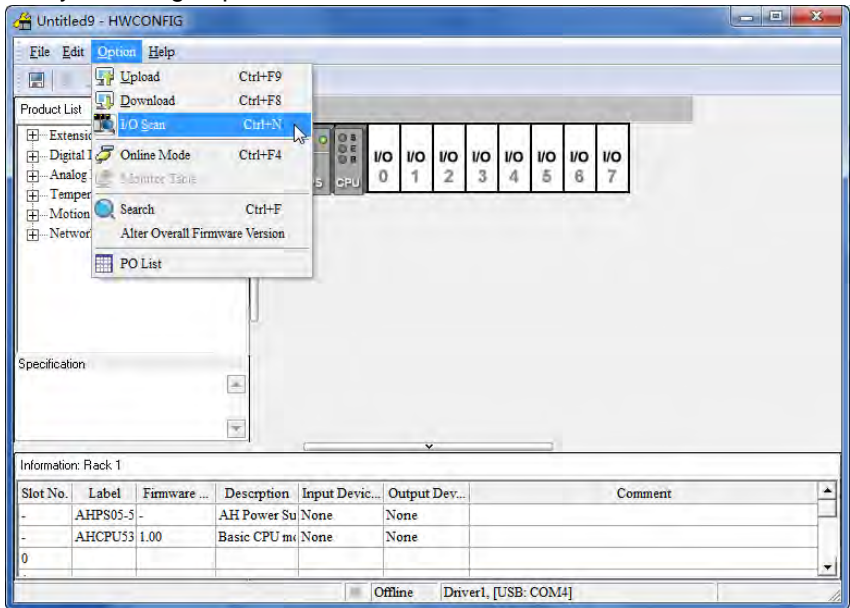 Untitled9 - HWCONFIG
File Edit Option Help
Upload Ctrl+F9
Download Ctrl+F8
I/O Scan Ctrl+N
Online Mode Ctrl+F4
Monitor Table
Search Ctrl+F
Alter Overall Firmware Version
PO List
Product List
Extensio
Digital I
Analog
Temper
Motion
Networ
CPU
I/O I/O I/O I/O I/O I/O I/O I/O
0 1 2 3 4 5 6 7
Specification
Information: Rack 1
Slot No. Label Firmware ... Descrption Input Devic... Output Dev... Comment
- AHPS05-5 - AH Power Su None None
- AHCPU53 1.00 Basic CPU mo None None
0
Offline Driver1, [USB: COM4]